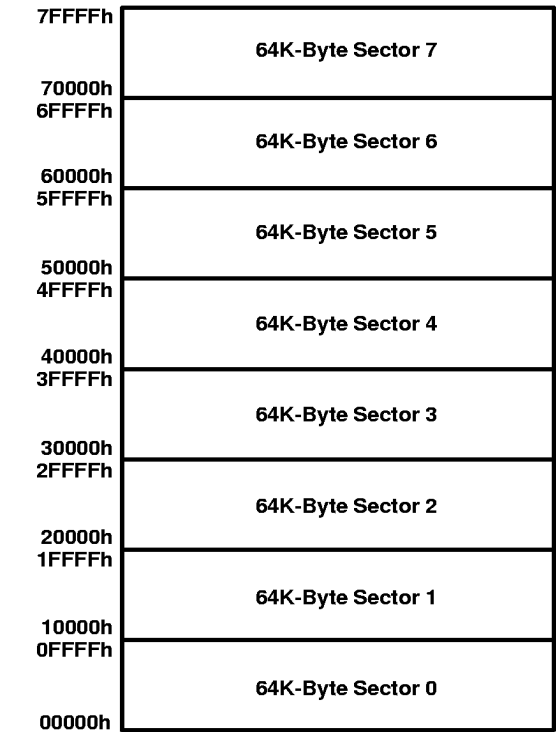 7FFFFh
64K-Byte Sector 7
70000h
6FFFFh
64K-Byte Sector 6
60000h
5FFFFh
64K-Byte Sector 5
50000h
4FFFFh
64K-Byte Sector 4
40000h
3FFFFh
64K-Byte Sector 3
30000h
2FFFFh
64K-Byte Sector 2
20000h
1FFFFh
64K-Byte Sector 1
10000h
0FFFFh
64K-Byte Sector 0
00000h